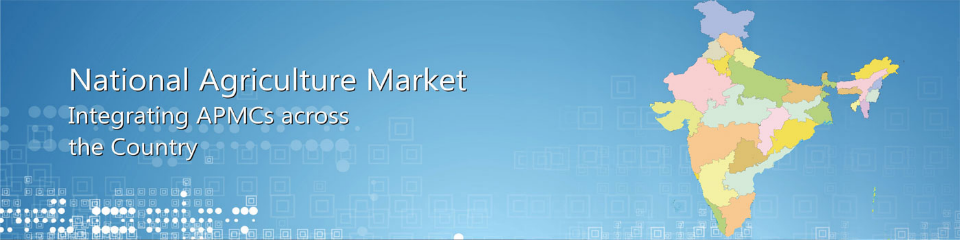 National Agriculture Market
Integrating APMCs across
the Country